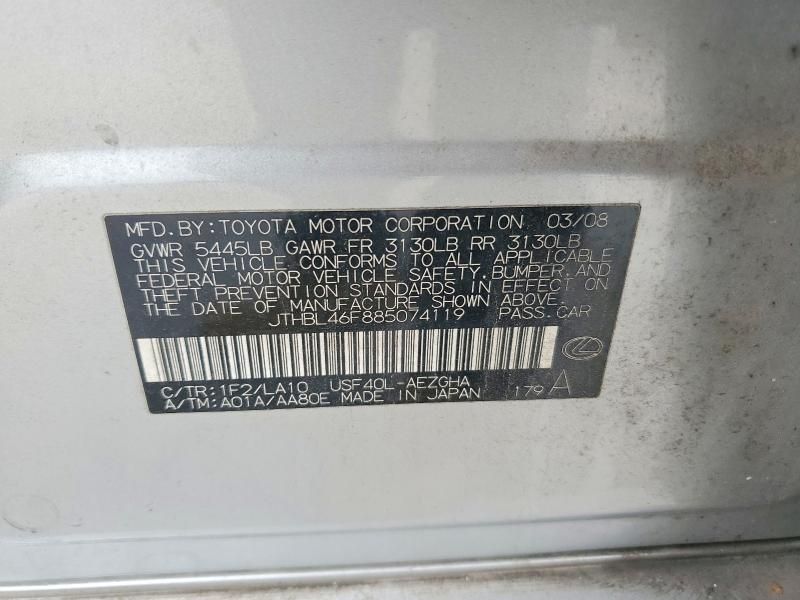 MFD.BY:TOYOTA MOTOR CORPORATION 03/08
GVWR 5445LB GAWR FR 3130LB RR 3130LB
THIS VEHICLE CONFORMS TO ALL APPLICABLE
FEDERAL MOTOR VEHICLE SAFETY,BUMPER,AND
THEFT PREVENTION STANDARDS IN EFFECT ON
THE DATE OF MANUFACTURE SHOWN ABOVE.
JTHBL46F885074119 PASS.CAR
C/TR:1F2/LA10 USF40L-AEZGHA
A/TM:A01A/AA80E MADE IN JAPAN 179 A